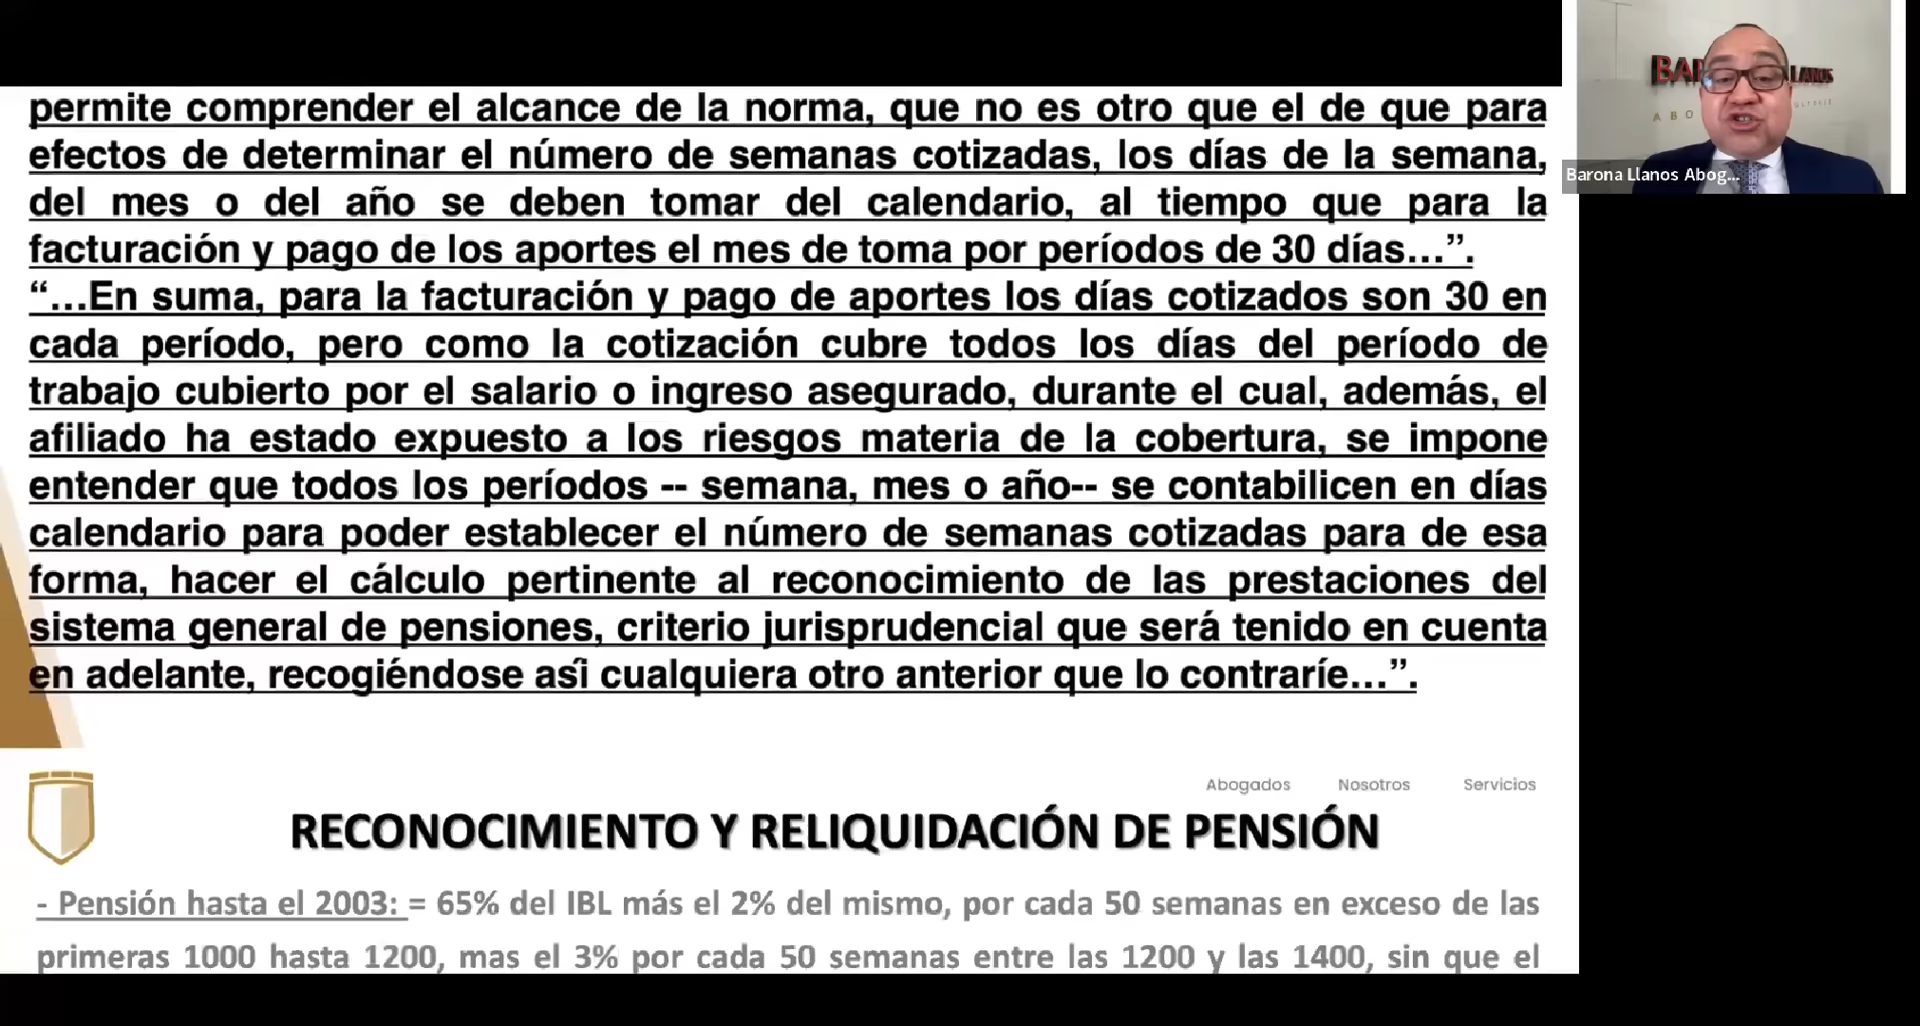 permite comprender el alcance de la norma, que no es otro que el de que para
efectos de determinar el número de semanas cotizadas, los días de la semana,
del mes o del año se deben tomar del calendario, al tiempo que para la
facturación y pago de los aportes el mes de toma por períodos de 30 días…”.
“…En suma, para la facturación y pago de aportes los días cotizados son 30 en
cada período, pero como la cotización cubre todos los días del período de
trabajo cubierto por el salario o ingreso asegurado, durante el cual, además, el
afiliado ha estado expuesto a los riesgos materia de la cobertura, se impone
entender que todos los períodos -- semana, mes o año-- se contabilicen en días
calendario para poder establecer el número de semanas cotizadas para de esa
forma, hacer el cálculo pertinente al reconocimiento de las prestaciones del
sistema general de pensiones, criterio jurisprudencial que será tenido en cuenta
en adelante, recogiéndose así cualquiera otro anterior que lo contraríe…”.
Abogados Nosotros Servicios
RECONOCIMIENTO Y RELIQUIDACIÓN DE PENSIÓN
- Pensión hasta el 2003: = 65% del IBL más el 2% del mismo, por cada 50 semanas en exceso de las
primeras 1000 hasta 1200, mas el 3% por cada 50 semanas entre las 1200 y las 1400, sin que el
Barona Llanos Abog...